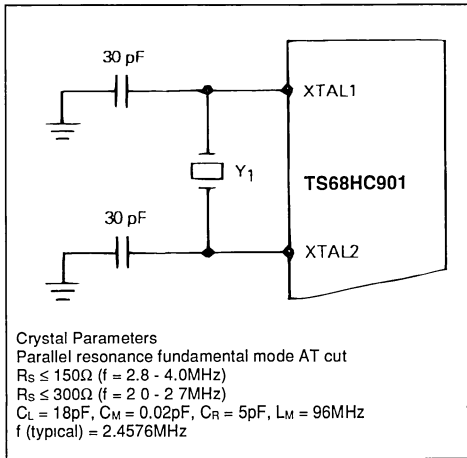 30 pF
XTAL1
Y1
TS68HC901
30 pF
XTAL2
Crystal Parameters
Parallel resonance fundamental mode AT cut
RS ≤ 150Ω (f = 2.8 - 4.0MHz)
RS ≤ 300Ω (f = 2 0 - 2 7MHz)
CL = 18pF, CM = 0.02pF, CR = 5pF, LM = 96MHz
f (typical) = 2.4576MHz